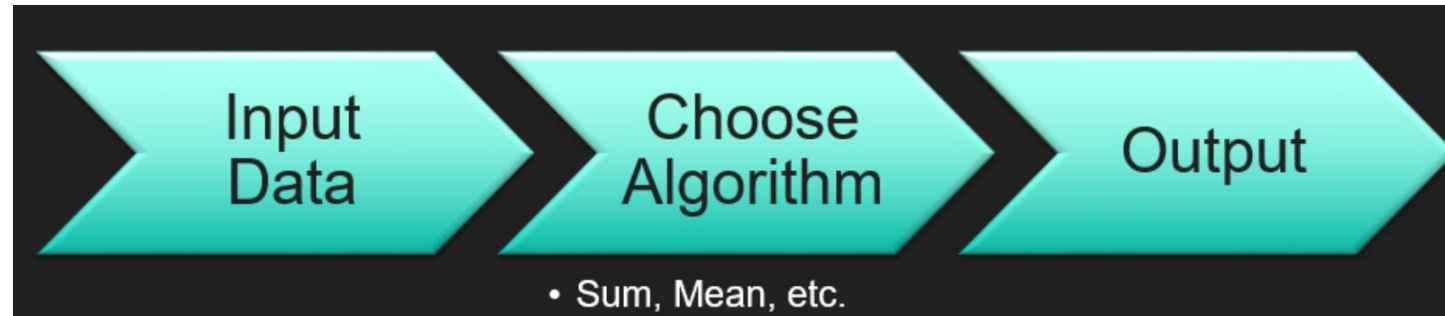 Input
Data
Choose
Algorithm
Output
• Sum, Mean, etc.